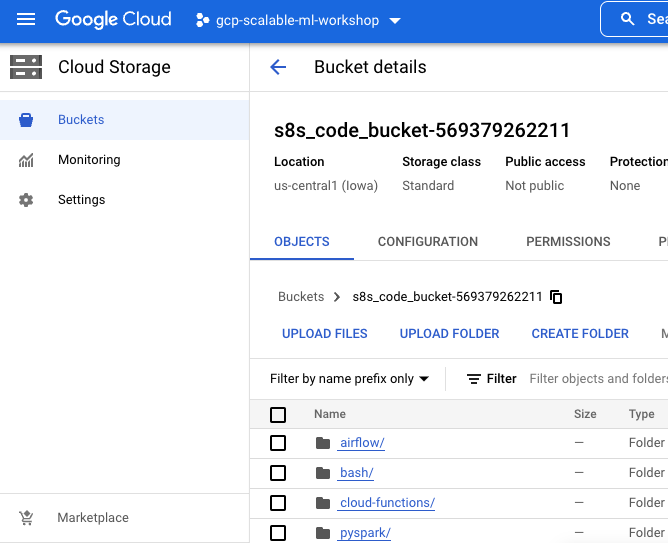 Google Cloud gcp-scalable-ml-workshop Sea
Cloud Storage
Bucket details
Buckets
Monitoring
Settings
Marketplace
s8s_code_bucket-569379262211
Location Storage class Public access Protection
us-central1 (Iowa) Standard Not public None
OBJECTS CONFIGURATION PERMISSIONS P
Buckets > s8s_code_bucket-569379262211
UPLOAD FILES UPLOAD FOLDER CREATE FOLDER M
Filter by name prefix only Filter Filter objects and folders
Name Size Type
airflow/ — Folder
bash/ — Folder
cloud-functions/ — Folder
pyspark/ — Folder